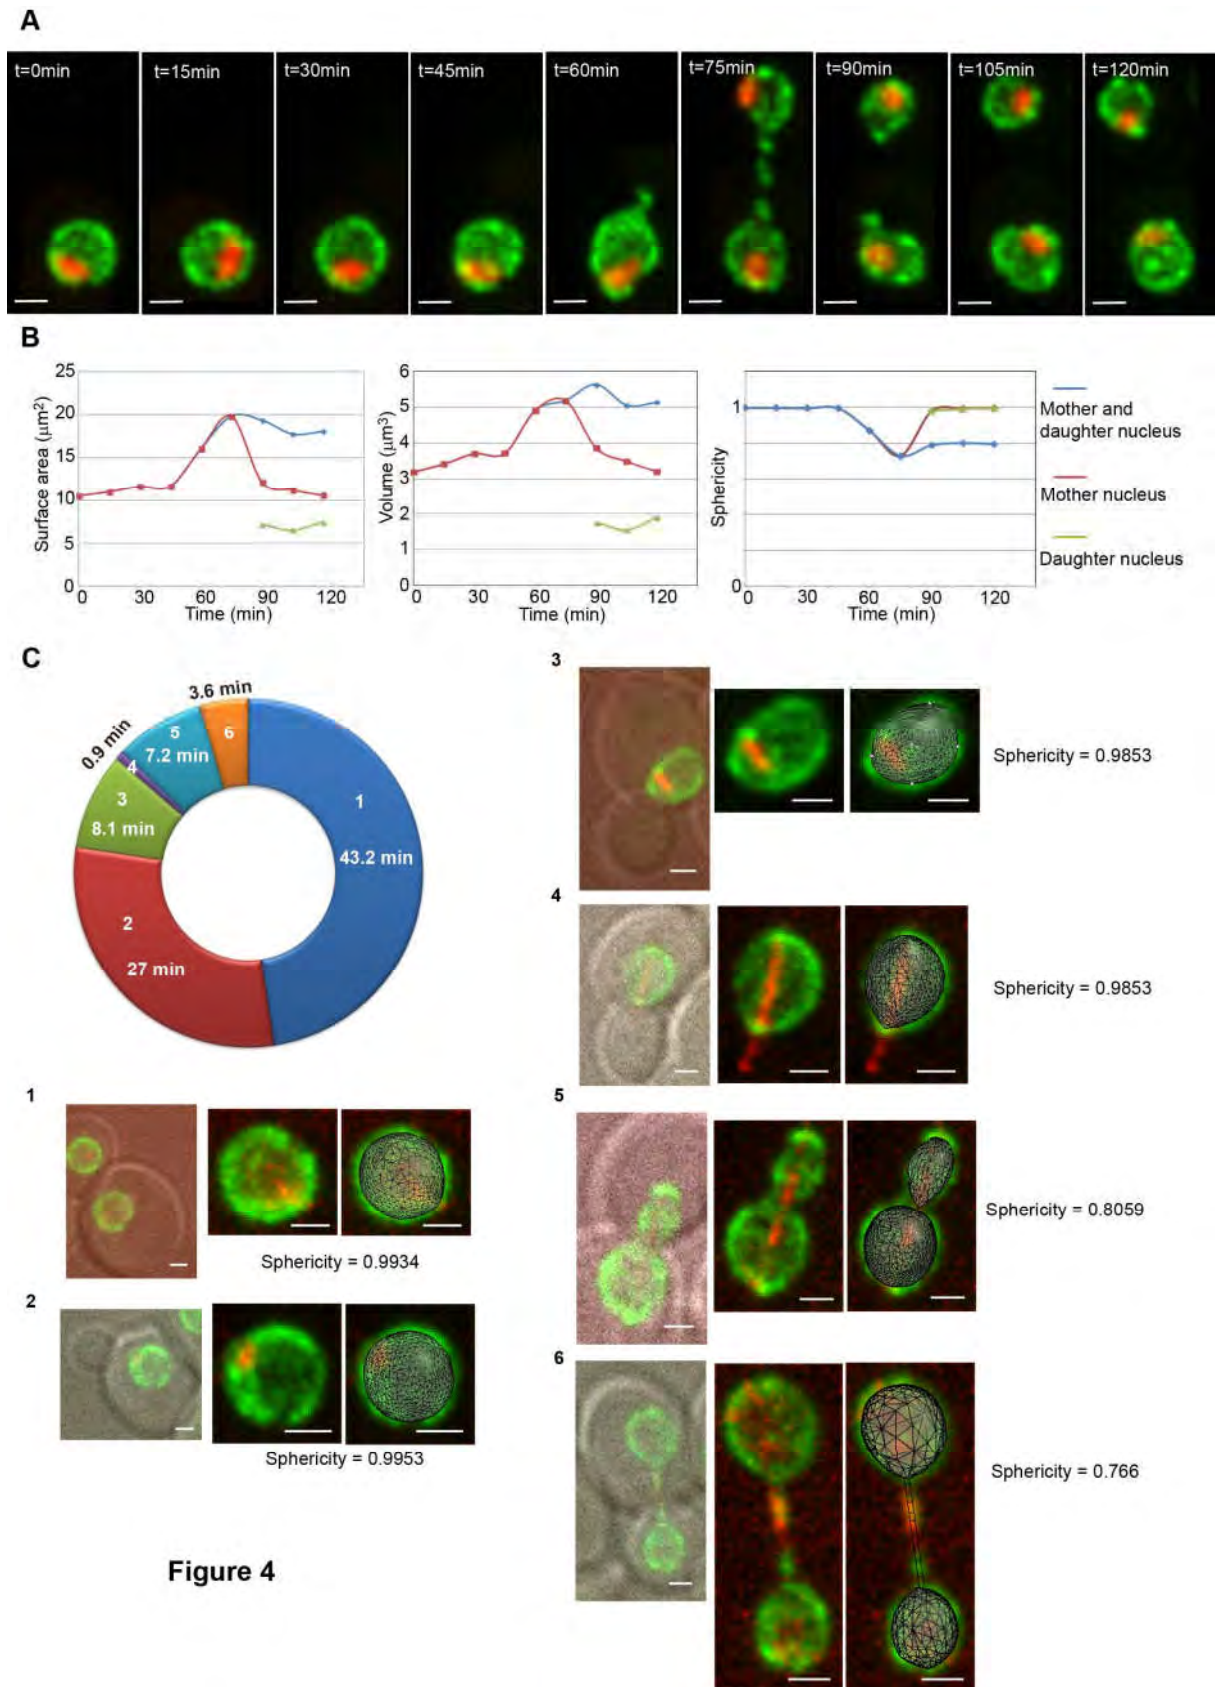 A
t=0min t=15min t=30min t=45min t=60min t=75min t=90min t=105min t=120min
B
25
20
15
10
5
0
Surface area (μm²)
0 30 60 90 120
Time (min)
6
5
4
3
2
1
0
Volume (μm³)
0 30 60 90 120
Time (min)
1
0
Sphericity
0 30 60 90 120
Time (min)
Mother and
daughter nucleus
Mother nucleus
Daughter nucleus
C
1
43.2 min
2
27 min
3
8.1 min
4
0.9 min
5
7.2 min
6
3.6 min
1
Sphericity = 0.9934
2
Sphericity = 0.9953
3
Sphericity = 0.9853
4
Sphericity = 0.9853
5
Sphericity = 0.8059
6
Sphericity = 0.766
Figure 4